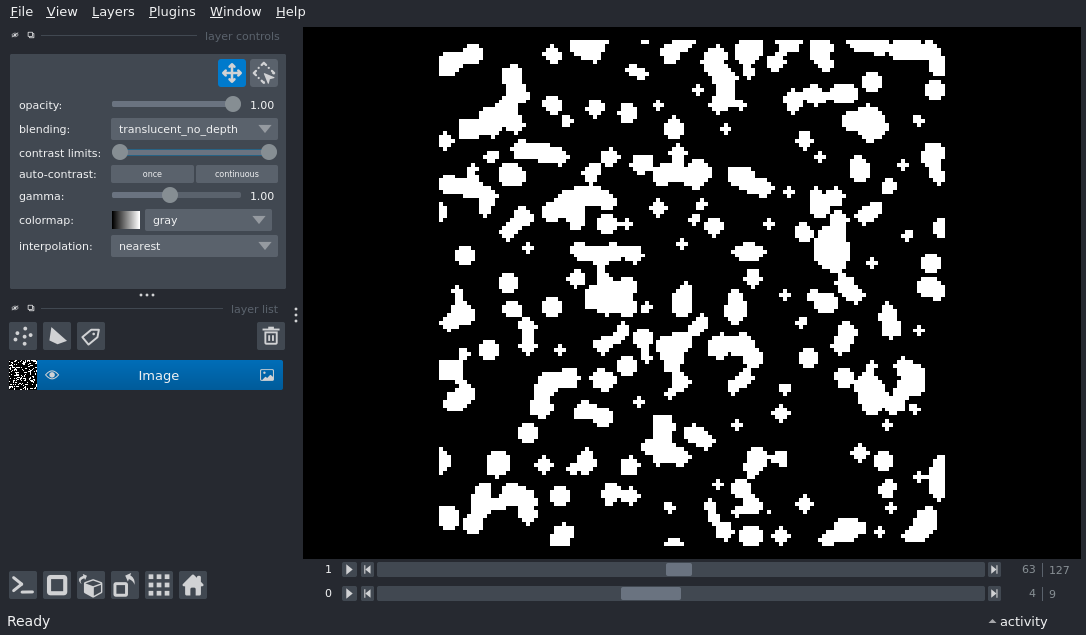 File View Layers Plugins Window Help
layer controls
opacity: 1.00
blending: translucent_no_depth
contrast limits:
auto-contrast: once continuous
gamma: 1.00
colormap: gray
interpolation: nearest
layer list
Image
1 63 127
0 4 9
Ready activity